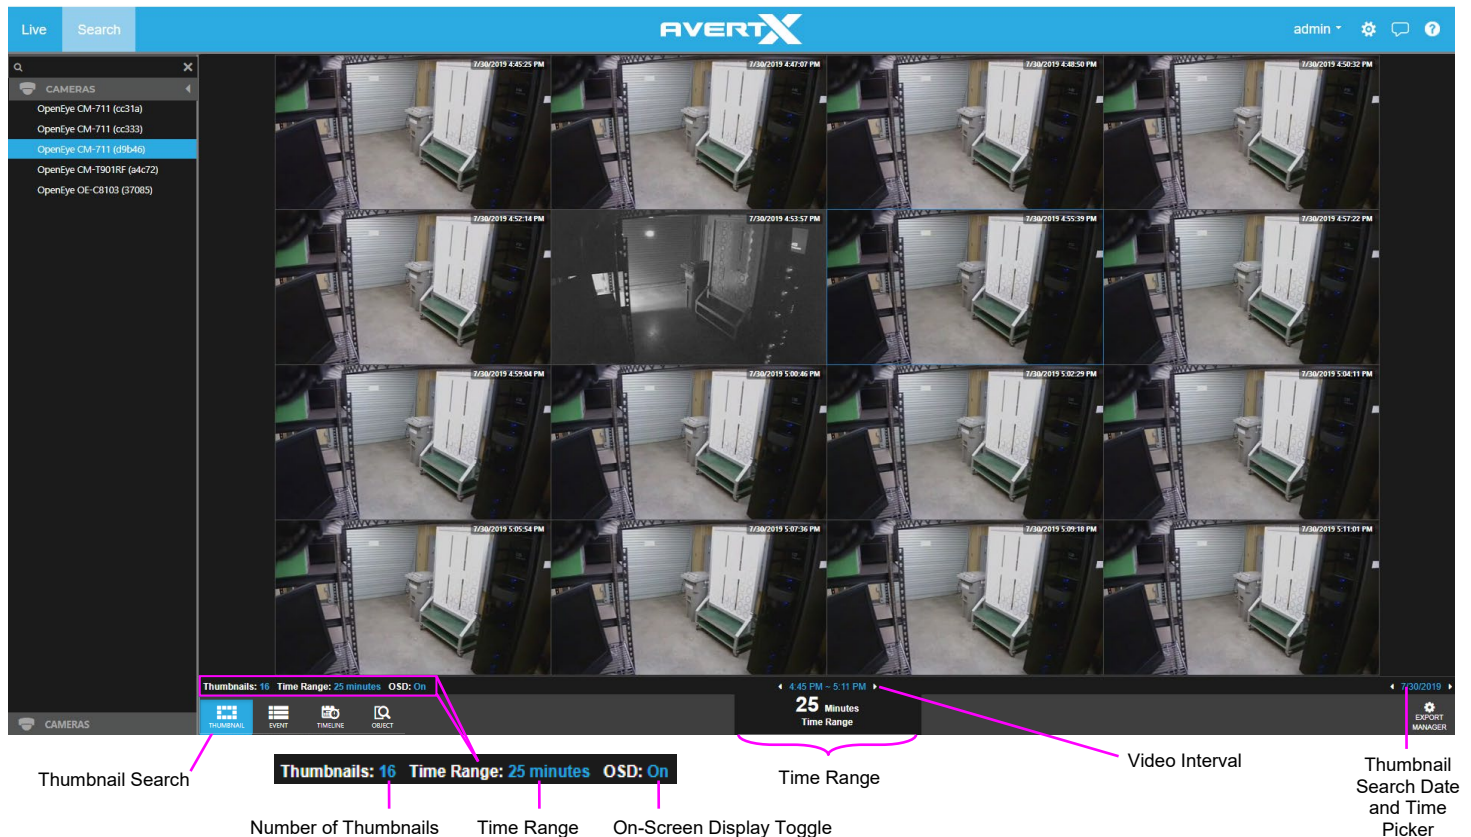 Live
Search
AVERTX
admin
?
CAMERAS
OpenEye CM-711 (cc31a)
OpenEye CM-711 (cc333)
OpenEye CM-711 (d9b46)
OpenEye CM-T901RF (a4c72)
OpenEye OE-C8103 (37085)
7/30/2019 4:45:25 PM
7/30/2019 4:47:07 PM
7/30/2019 4:48:50 PM
7/30/2019 4:50:32 PM
7/30/2019 4:52:14 PM
7/30/2019 4:53:57 PM
7/30/2019 4:55:39 PM
7/30/2019 4:57:22 PM
7/30/2019 4:59:04 PM
7/30/2019 5:00:46 PM
7/30/2019 5:02:29 PM
7/30/2019 5:04:11 PM
7/30/2019 5:05:54 PM
7/30/2019 5:07:36 PM
7/30/2019 5:09:18 PM
7/30/2019 5:11:01 PM
Thumbnails: 16 Time Range: 25 minutes OSD: On
4:45 PM ~ 5:11 PM
7/30/2019
CAMERAS
THUMBNAIL
EVENT
TIMELINE
OBJECT
25 Minutes
Time Range
EXPORT
MANAGER
Thumbnail Search
Thumbnails: 16 Time Range: 25 minutes OSD: On
Number of Thumbnails
Time Range
On-Screen Display Toggle
Time Range
Video Interval
Thumbnail
Search Date
and Time
Picker